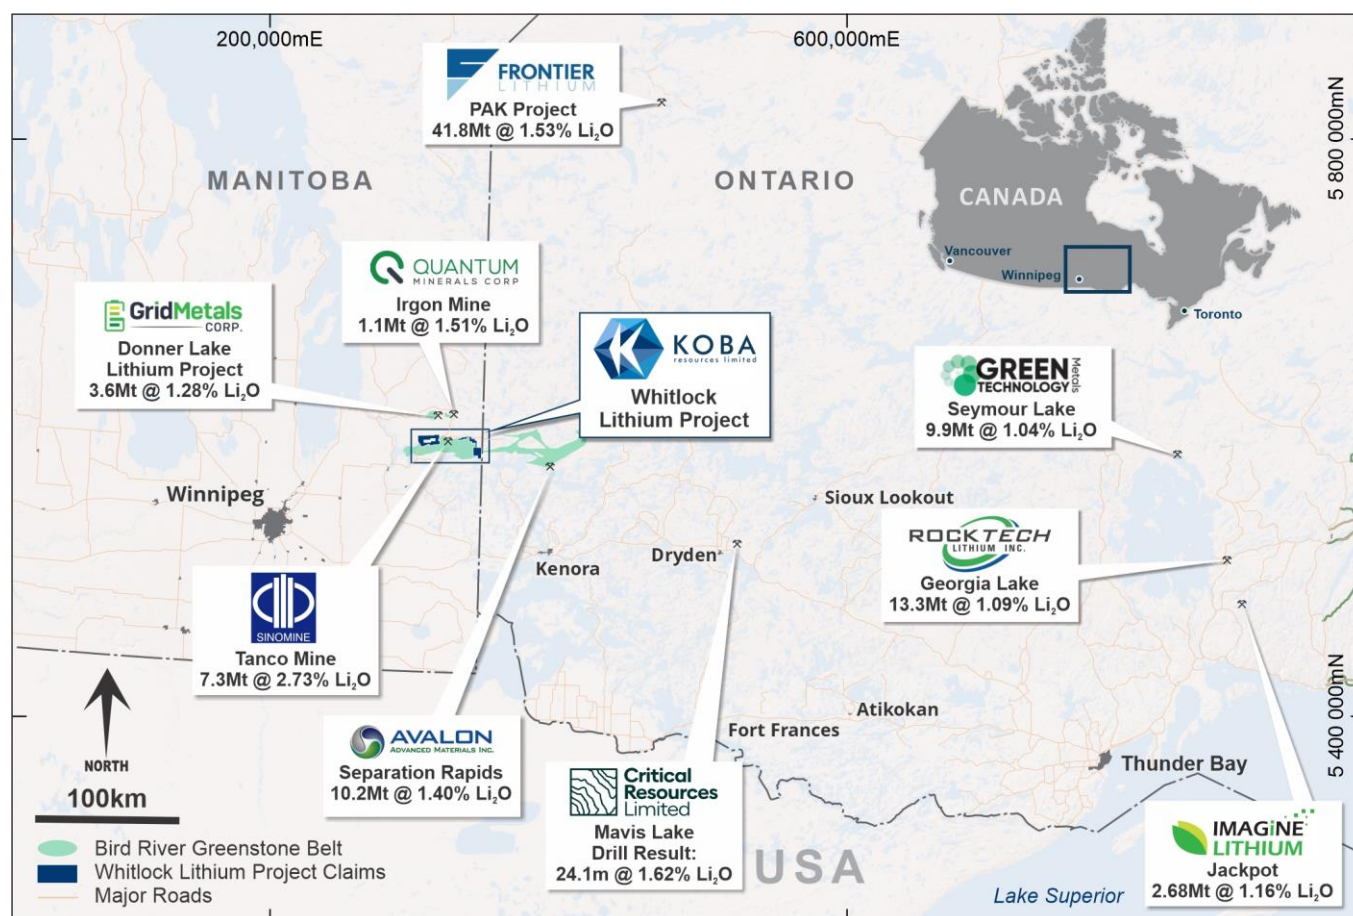 200,000mE
600,000mE
5 800 000mN
5 400 000mN
FRONTIER
LITHIUM
PAK Project
41.8Mt @ 1.53% Li₂O
MANITOBA
ONTARIO
CANADA
Vancouver
Winnipeg
Toronto
QUANTUM
MINERALS CORP
Irgon Mine
1.1Mt @ 1.51% Li₂O
GridMetals
CORP.
Donner Lake
Lithium Project
3.6Mt @ 1.28% Li₂O
KOBA
resources limited
Whitlock
Lithium Project
GREEN
TECHNOLOGY
Metals
Seymour Lake
9.9Mt @ 1.04% Li₂O
Winnipeg
Sioux Lookout
Kenora
Dryden
ROCKTECH
LITHIUM INC.
Georgia Lake
13.3Mt @ 1.09% Li₂O
SINOMINE
Tanco Mine
7.3Mt @ 2.73% Li₂O
AVALON
ADVANCED MATERIALS INC.
Separation Rapids
10.2Mt @ 1.40% Li₂O
Atikokan
Fort Frances
Thunder Bay
Critical
Resources
Limited
Mavis Lake
Drill Result:
24.1m @ 1.62% Li₂O
USA
IMAGiNE
LITHIUM
Jackpot
2.68Mt @ 1.16% Li₂O
Lake Superior
NORTH
100km
Bird River Greenstone Belt
Whitlock Lithium Project Claims
Major Roads